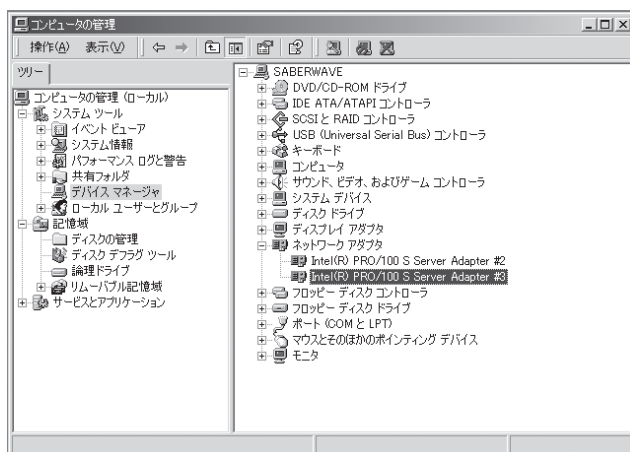 コンピュータの管理
操作(A) 表示(V)
ツリー
コンピュータの管理 (ローカル)
システム ツール
イベント ビューア
システム情報
パフォーマンス ログと警告
共有フォルダ
デバイス マネージャ
ローカル ユーザーとグループ
記憶域
ディスクの管理
ディスク デフラグ ツール
論理ドライブ
リムーバブル記憶域
サービスとアプリケーション
SABERWAVE
DVD/CD-ROM ドライブ
IDE ATA/ATAPI コントローラ
SCSI と RAID コントローラ
USB (Universal Serial Bus) コントローラ
キーボード
コンピュータ
サウンド、ビデオ、およびゲーム コントローラ
システム デバイス
ディスク ドライブ
ディスプレイ アダプタ
ネットワーク アダプタ
Intel(R) PRO/100 S Server Adapter #2
Intel(R) PRO/100 S Server Adapter #3
フロッピー ディスク コントローラ
フロッピー ディスク ドライブ
ポート (COM と LPT)
マウスとそのほかのポインティング デバイス
モニタ